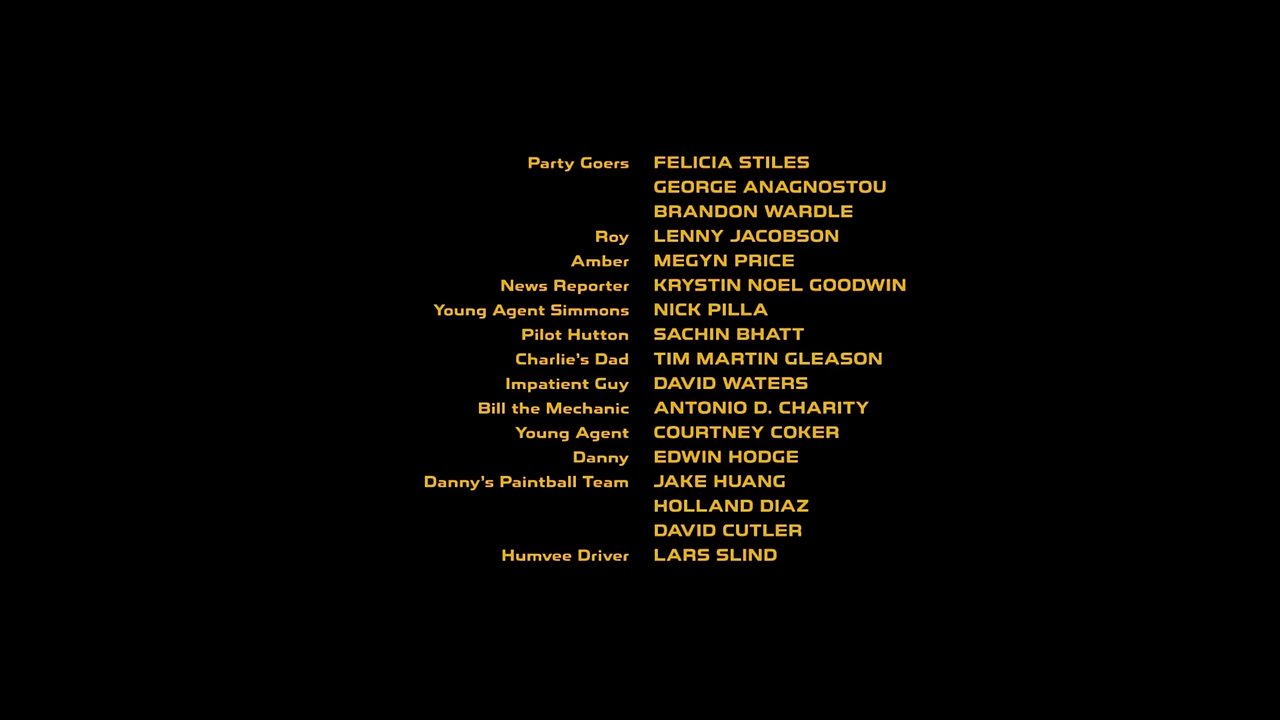 Party Goers FELICIA STILES
GEORGE ANAGNOSTOU
BRANDON WARDLE
Roy LENNY JACOBSON
Amber MEGYN PRICE
News Reporter KRYSTIN NOEL GOODWIN
Young Agent Simmons NICK PILLA
Pilot Hutton SACHIN BHATT
Charlie's Dad TIM MARTIN GLEASON
Impatient Guy DAVID WATERS
Bill the Mechanic ANTONIO D. CHARITY
Young Agent COURTNEY COKER
Danny EDWIN HODGE
Danny's Paintball Team JAKE HUANG
HOLLAND DIAZ
DAVID CUTLER
Humvee Driver LARS SLIND